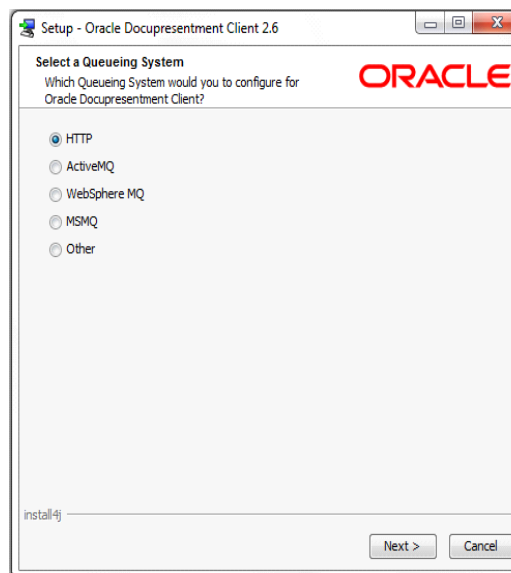 Setup - Oracle Docupresentment Client 2.6
Select a Queueing System
Which Queueing System would you to configure for
Oracle Docupresentment Client?
ORACLE
HTTP
ActiveMQ
WebSphere MQ
MSMQ
Other
install4j
Next >
Cancel